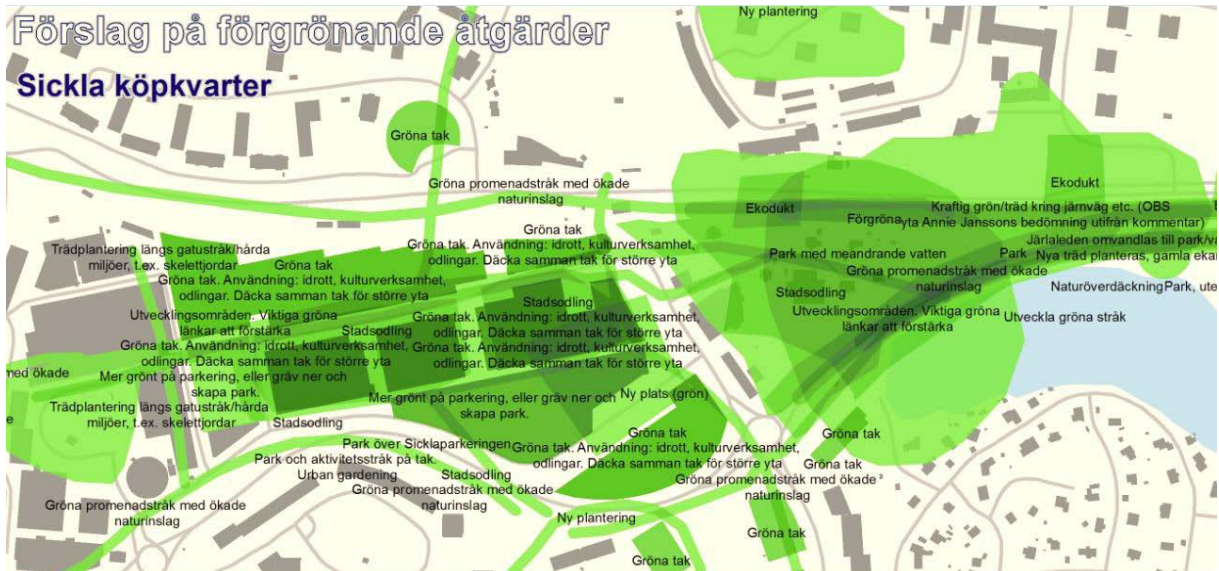 Förslag på förgrönande åtgärder
Ny plantering
Sickla köpkvarter
Gröna tak
Gröna promenadstråk med ökade
naturinslag
Ekodukt
Ekodukt
Kraftig grön/träd kring järnväg etc. (OBS
Förgröna
yta Annie Janssons bedömning utifrån kommentar)
Gröna tak
Trädplantering längs gatustråk/hårda
miljöer, t.ex. skelettjordar
Gröna tak
Gröna tak. Användning: idrott, kulturverksamhet,
odlingar. Däcka samman tak för större yta
Järlaleden omvandlas till park/
Park med meandrande vatten
Park
Nya träd planteras, gamla
Gröna promenadstråk med ökade
naturinslag
Gröna tak. Användning: idrott, kulturverksamhet,
odlingar. Däcka samman tak för större yta
Stadsodling
Naturöverdäckning
Park,
Stadsodling
Utvecklingsområden. Viktiga gröna
länkar att förstärka
Stadsodling
Gröna tak. Användning: idrott, kulturverksamhet,
odlingar. Däcka samman tak för större yta
Utvecklingsområden. Viktiga gröna
länkar att förstärka
Utveckla gröna stråk
Gröna tak. Användning: idrott, kulturverksamhet,
odlingar. Däcka samman tak för större yta
Gröna tak. Användning: idrott, kulturverksamhet,
odlingar. Däcka samman tak för större yta
med ökade
Mer grönt på parkering, eller gräv ner och
skapa park.
Mer grönt på parkering, eller gräv ner och
skapa park.
Ny plats (grön)
Trädplantering längs gatustråk/hårda
miljöer, t.ex. skelettjordar
Stadsodling
Gröna tak
Gröna tak
Park över Sicklaparkeringen
Gröna tak. Användning: idrott, kulturverksamhet,
odlingar. Däcka samman tak för större yta
Park och aktivitetsstråk på tak.
Gröna tak
Urban gardening
Stadsodling
Gröna promenadstråk med ökade
naturinslag
Gröna promenadstråk med ökade
naturinslag
Gröna promenadstråk med ökade
naturinslag
Ny plantering
Gröna tak
Gröna tak